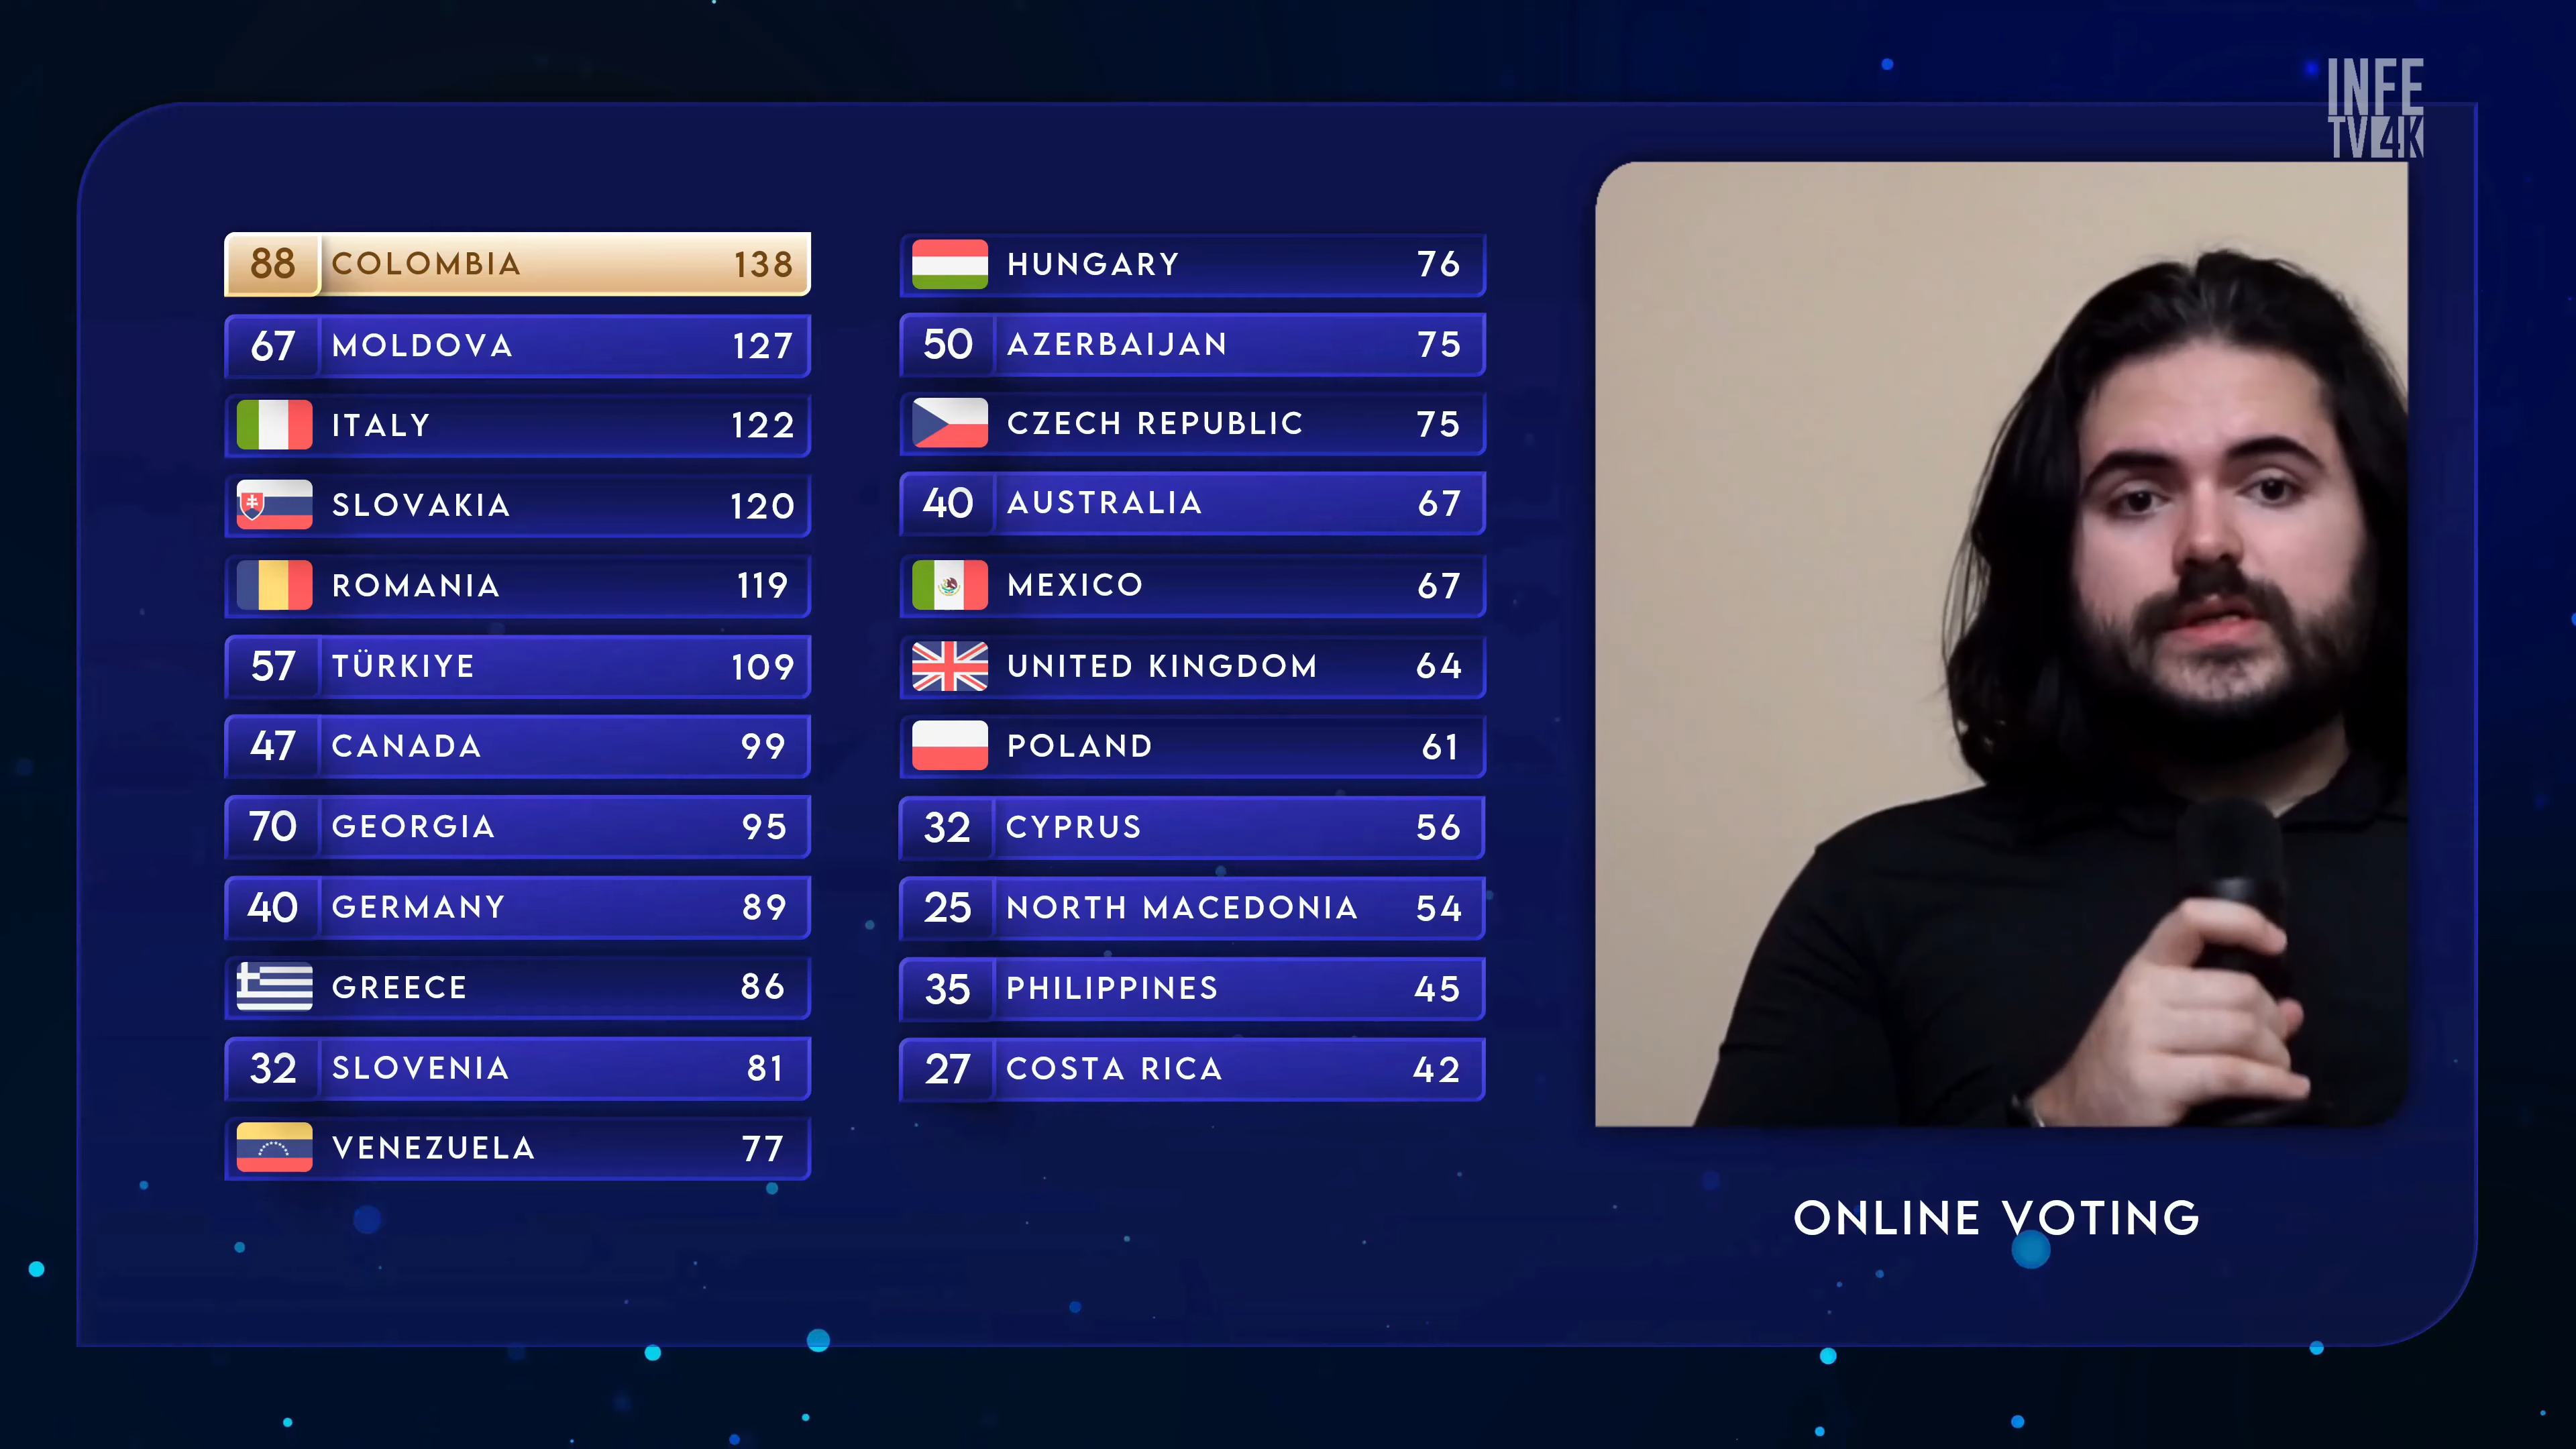 INFE
TV 4K
88 COLOMBIA 138
67 MOLDOVA 127
ITALY 122
SLOVAKIA 120
ROMANIA 119
57 TÜRKIYE 109
47 CANADA 99
70 GEORGIA 95
40 GERMANY 89
GREECE 86
32 SLOVENIA 81
VENEZUELA 77
HUNGARY 76
50 AZERBAIJAN 75
CZECH REPUBLIC 75
40 AUSTRALIA 67
MEXICO 67
UNITED KINGDOM 64
POLAND 61
32 CYPRUS 56
25 NORTH MACEDONIA 54
35 PHILIPPINES 45
27 COSTA RICA 42
ONLINE VOTING